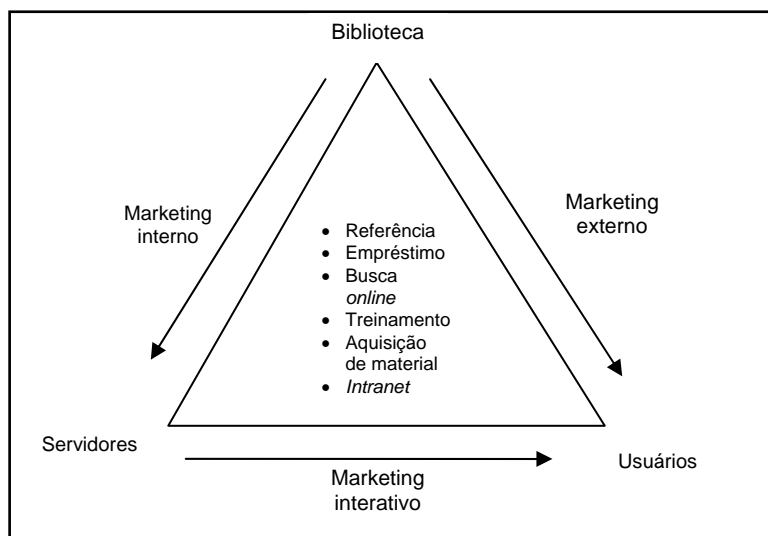 Biblioteca
Marketing
interno
Marketing
externo
• Referência
• Empréstimo
• Busca
online
• Treinamento
• Aquisição
de material
• Intranet
Servidores
Usuários
Marketing
interativo